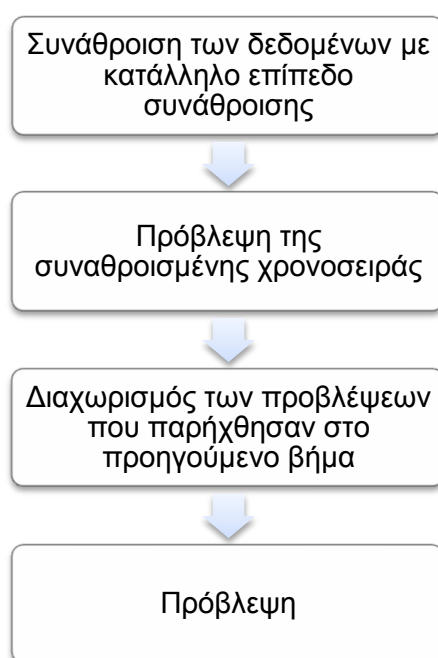 Συνάθροιση των δεδομένων με
κατάλληλο επίπεδο
συνάθροισης
Πρόβλεψη της
συναθροισμένης χρονοσειράς
Διαχωρισμός των προβλέψεων
που παρήχθησαν στο
προηγούμενο βήμα
Πρόβλεψη